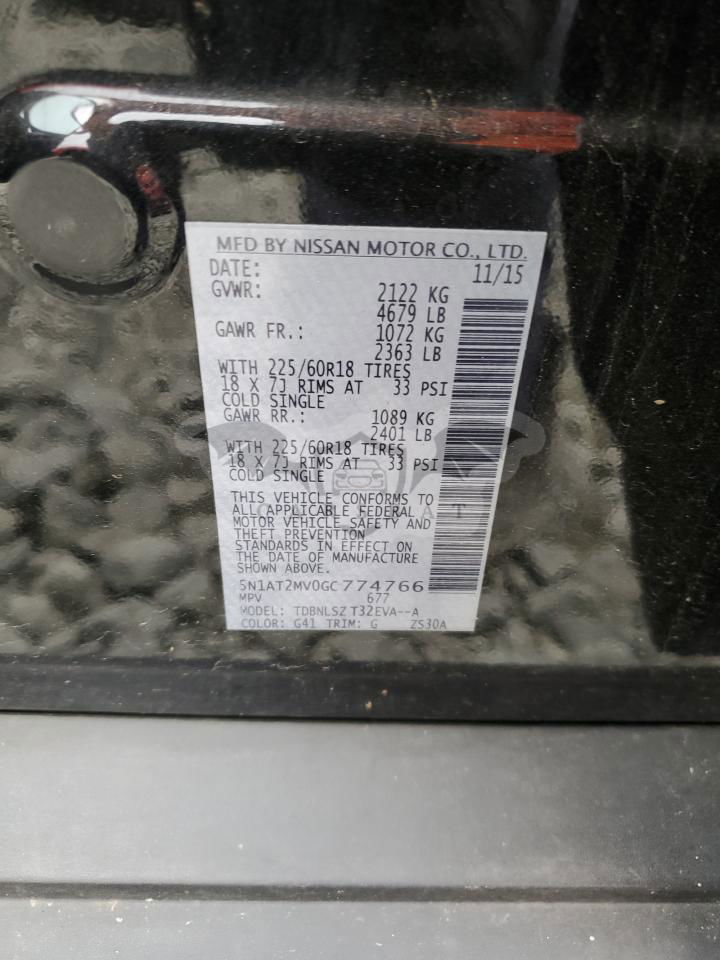 MFD BY NISSAN MOTOR CO., LTD.
DATE: 11/15
GVWR: 2122 KG
4679 LB
GAWR FR.: 1072 KG
2363 LB
WITH 225/60R18 TIRES
18 X 7J RIMS AT 33 PSI
COLD SINGLE
GAWR RR.: 1089 KG
2401 LB
WITH 225/60R18 TIRES
18 X 7J RIMS AT 33 PSI
COLD SINGLE
THIS VEHICLE CONFORMS TO
ALL APPLICABLE FEDERAL
MOTOR VEHICLE SAFETY AND
THEFT PREVENTION
STANDARDS IN EFFECT ON
THE DATE OF MANUFACTURE
SHOWN ABOVE.
5N1AT2MV0GC774766
MPV 677
MODEL: TDBNLSZ T32EVA--A
COLOR: G41 TRIM: G ZS30A